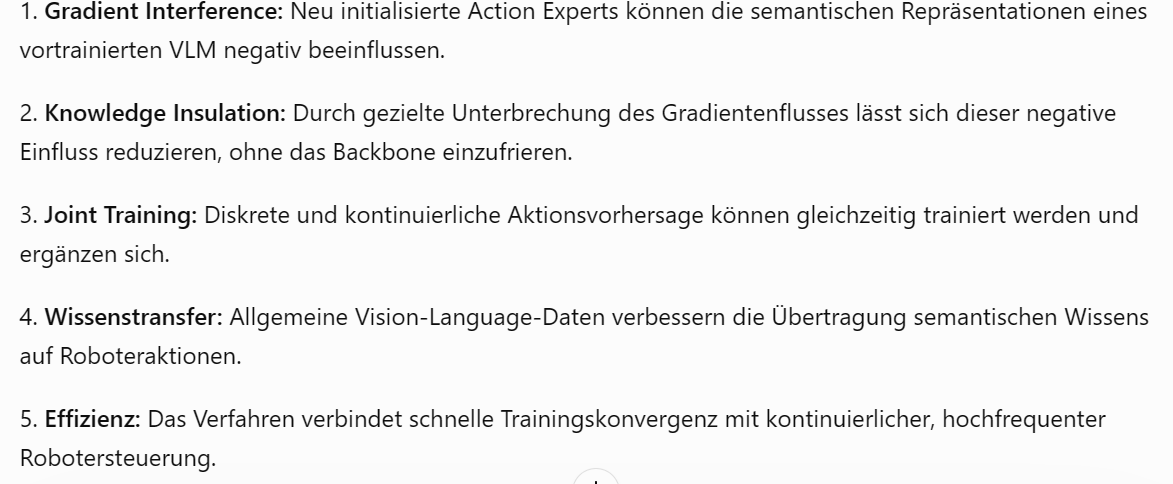 1. Gradient Interference: Neu initialisierte Action Experts können die semantischen Repräsentationen eines
vortrainierten VLM negativ beeinflussen.
2. Knowledge Insulation: Durch gezielte Unterbrechung des Gradientenflusses lässt sich dieser negative
Einfluss reduzieren, ohne das Backbone einzufrieren.
3. Joint Training: Diskrete und kontinuierliche Aktionsvorhersage können gleichzeitig trainiert werden und
ergänzen sich.
4. Wissenstransfer: Allgemeine Vision-Language-Daten verbessern die Übertragung semantischen Wissens
auf Roboteraktionen.
5. Effizienz: Das Verfahren verbindet schnelle Trainingskonvergenz mit kontinuierlicher, hochfrequenter
Robotersteuerung.